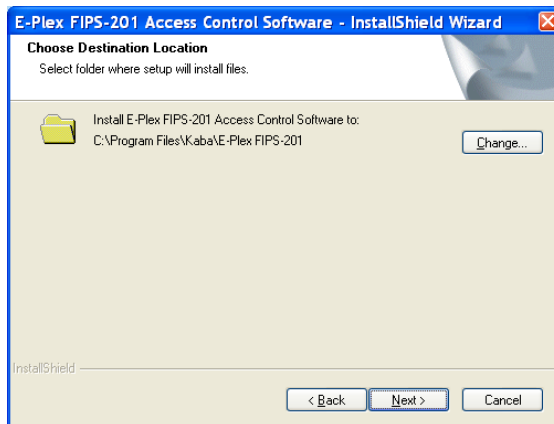 E-Plex FIPS-201 Access Control Software - InstallShield Wizard
Choose Destination Location
Select folder where setup will install files.
Install E-Plex FIPS-201 Access Control Software to:
C:\Program Files\Kaba\E-Plex FIPS-201
Change...
InstallShield
< Back
Next >
Cancel